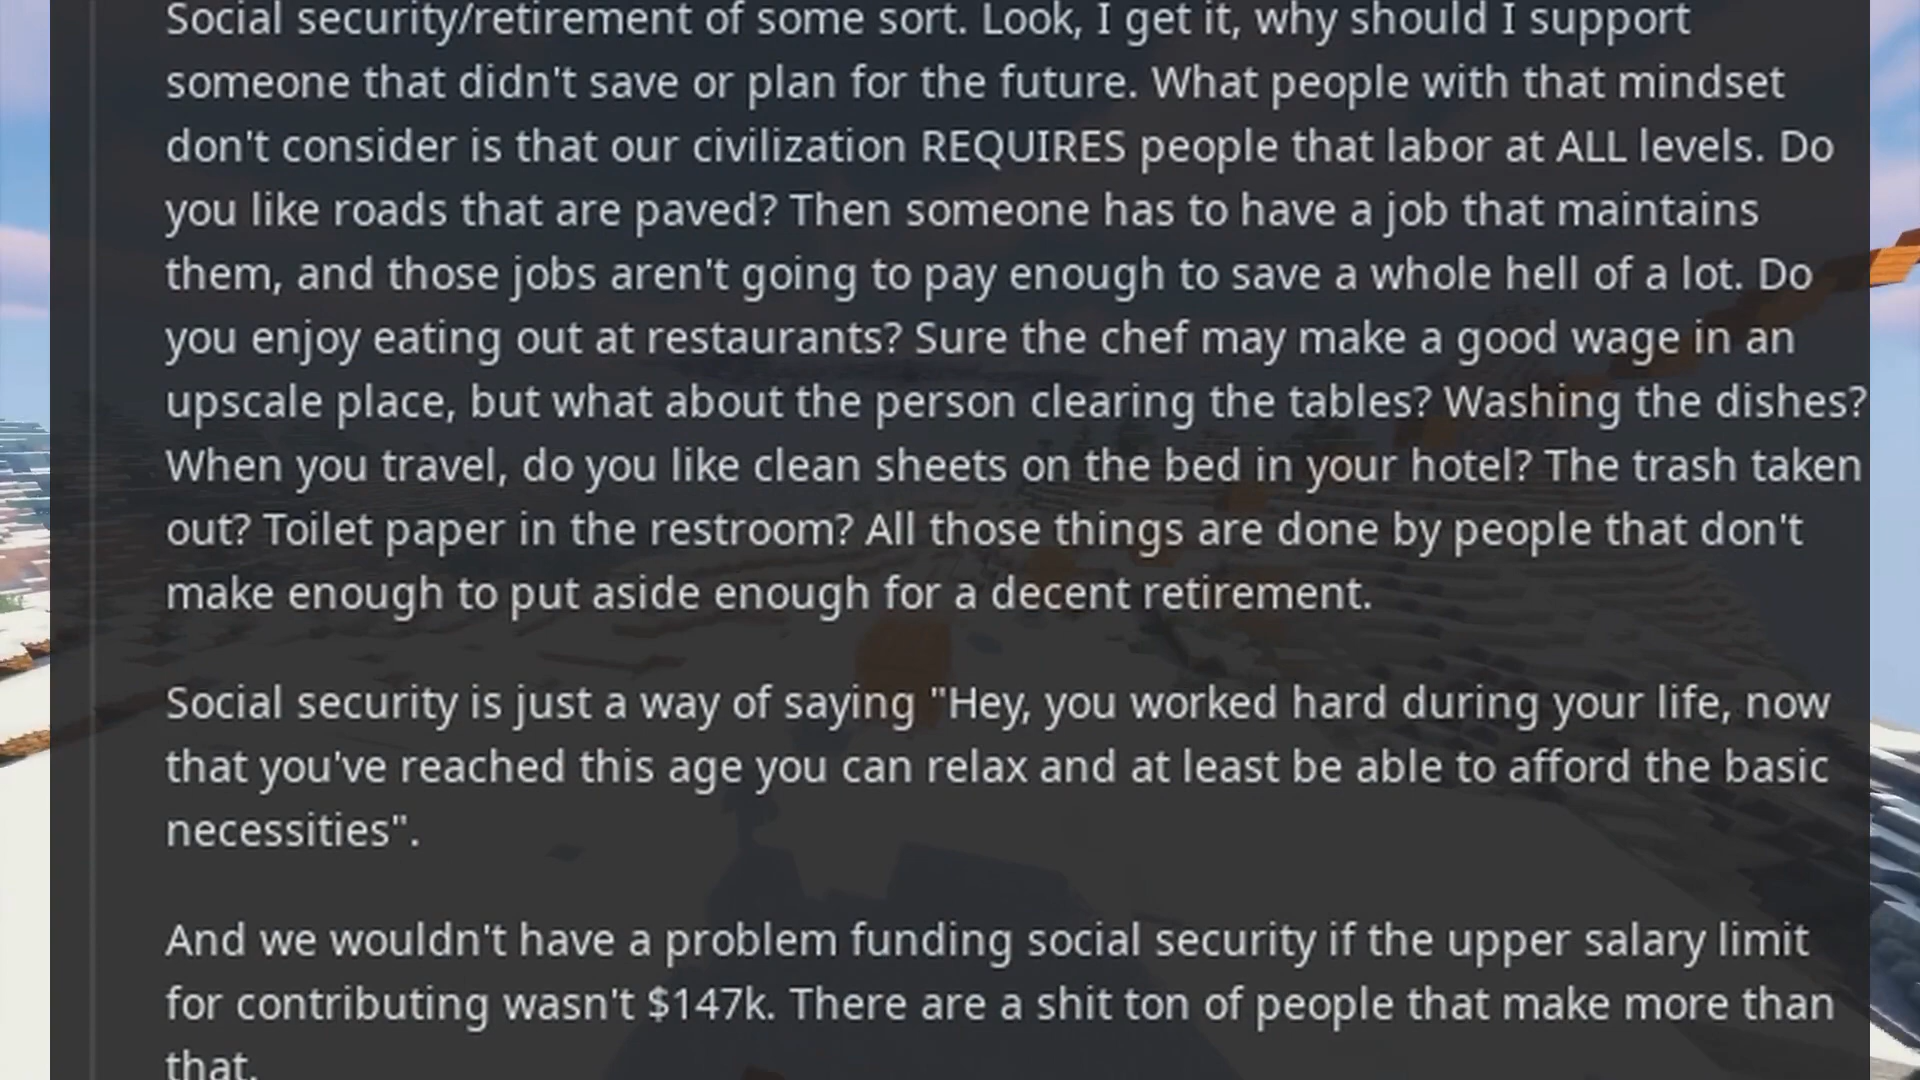 Social security/retirement of some sort. Look, I get it, why should I support
someone that didn't save or plan for the future. What people with that mindset
don't consider is that our civilization REQUIRES people that labor at ALL levels. Do
you like roads that are paved? Then someone has to have a job that maintains
them, and those jobs aren't going to pay enough to save a whole hell of a lot. Do
you enjoy eating out at restaurants? Sure the chef may make a good wage in an
upscale place, but what about the person clearing the tables? Washing the dishes?
When you travel, do you like clean sheets on the bed in your hotel? The trash taken
out? Toilet paper in the restroom? All those things are done by people that don't
make enough to put aside enough for a decent retirement.
Social security is just a way of saying "Hey, you worked hard during your life, now
that you've reached this age you can relax and at least be able to afford the basic
necessities".
And we wouldn't have a problem funding social security if the upper salary limit
for contributing wasn't $147k. There are a shit ton of people that make more than
that.